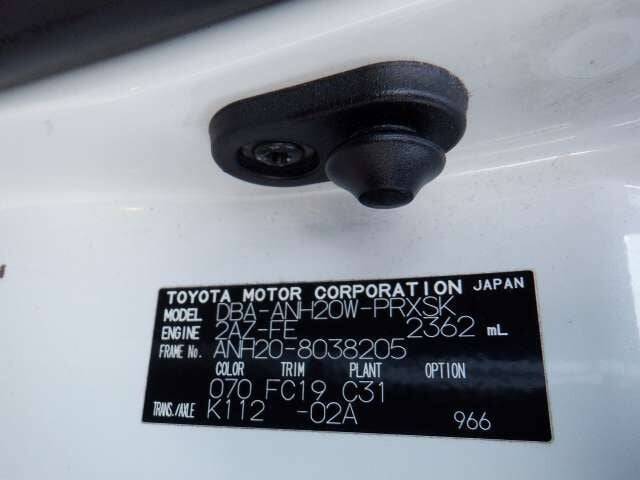 TOYOTA MOTOR CORPORATION JAPAN
MODEL DBA-ANH20W-PRXSK
ENGINE 2AZ-FE 2362 mL
FRAME No. ANH20-8038205
COLOR TRIM PLANT OPTION
070 FC19 C31
TRANS./AXLE K112 -02A 966